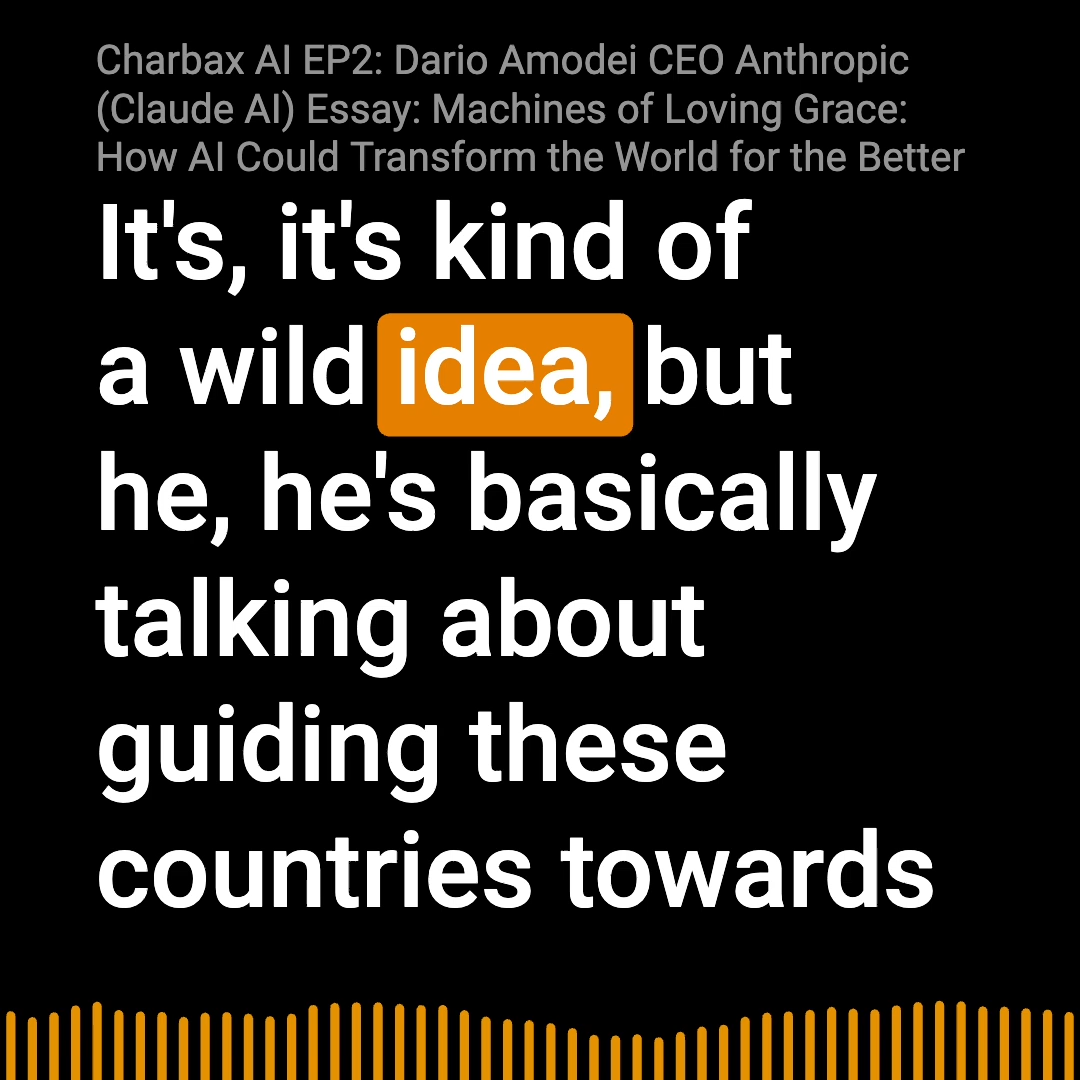 Charbax AI EP2: Dario Amodei CEO Anthropic
(Claude AI) Essay: Machines of Loving Grace:
How AI Could Transform the World for the Better
It's, it's kind of
a wild idea, but
he, he's basically
talking about
guiding these
countries towards